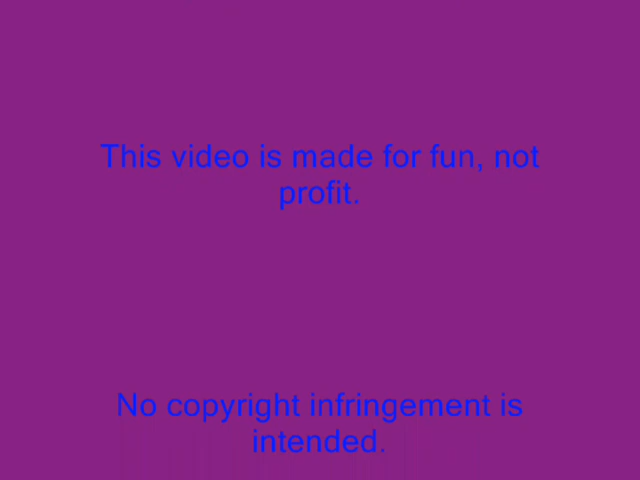 This video is made for fun, not
profit.
No copyright infringement is
intended.